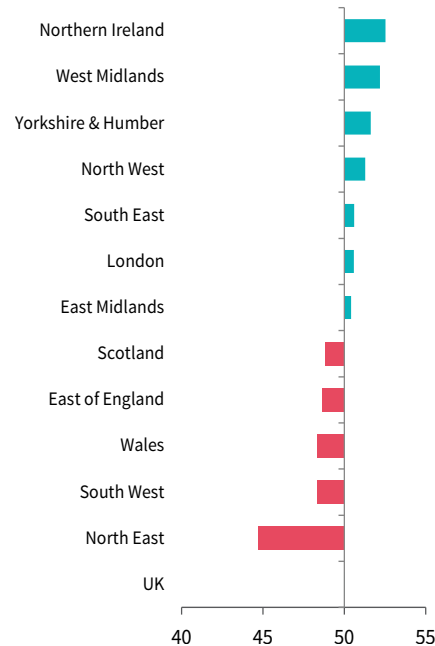 Northern Ireland
West Midlands
Yorkshire & Humber
North West
South East
London
East Midlands
Scotland
East of England
Wales
South West
North East
UK
40 45 50 55